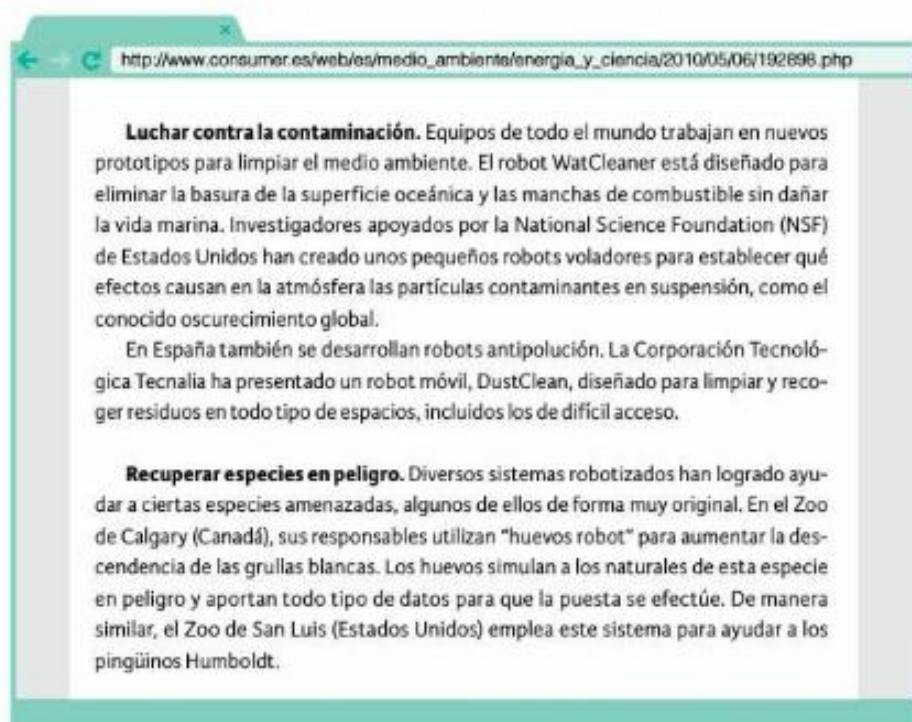 http://www.consumer.es/web/es/medio_ambiente/energia_y_ciencia/2010/05/06/192898.php
Luchar contra la contaminación. Equipos de todo el mundo trabajan en nuevos
prototipos para limpiar el medio ambiente. El robot WatCleaner está diseñado para
eliminar la basura de la superficie oceánica y las manchas de combustible sin dañar
la vida marina. Investigadores apoyados por la National Science Foundation (NSF)
de Estados Unidos han creado unos pequeños robots voladores para establecer qué
efectos causan en la atmósfera las partículas contaminantes en suspensión, como el
conocido oscurecimiento global.
En España también se desarrollan robots antipolución. La Corporación Tecnoló-
gica Tecnalia ha presentado un robot móvil, DustClean, diseñado para limpiar y reco-
ger residuos en todo tipo de espacios, incluidos los de difícil acceso.
Recuperar especies en peligro. Diversos sistemas robotizados han logrado ayu-
dar a ciertas especies amenazadas, algunos de ellos de forma muy original. En el Zoo
de Calgary (Canadá), sus responsables utilizan "huevos robot" para aumentar la des-
cendencia de las grullas blancas. Los huevos simulan a los naturales de esta especie
en peligro y aportan todo tipo de datos para que la puesta se efectúe. De manera
similar, el Zoo de San Luis (Estados Unidos) emplea este sistema para ayudar a los
pingüinos Humboldt.